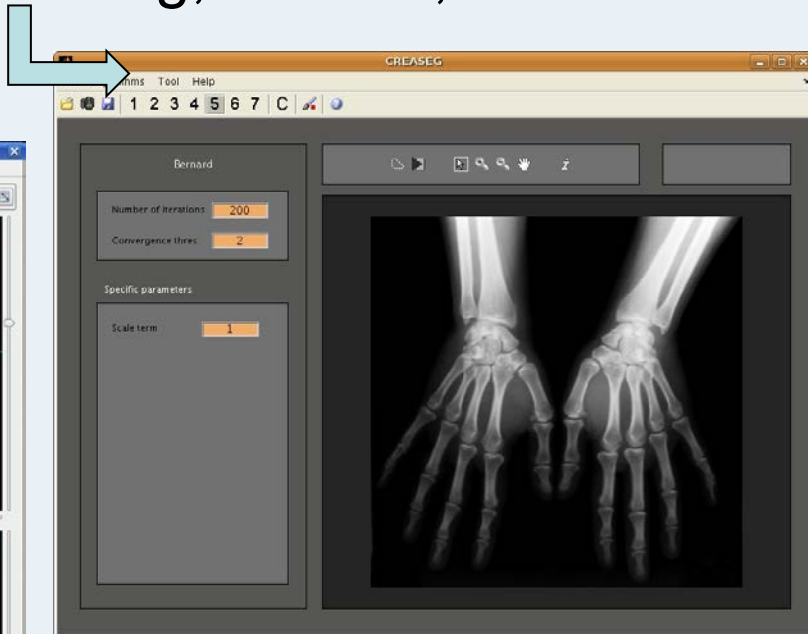 g,
CREASEG
Tool Help
1 2 3 4 5 6 7 C
Bernard
Number of iterations 200
Convergence thres 2
Specific parameters
Scale term 1
i